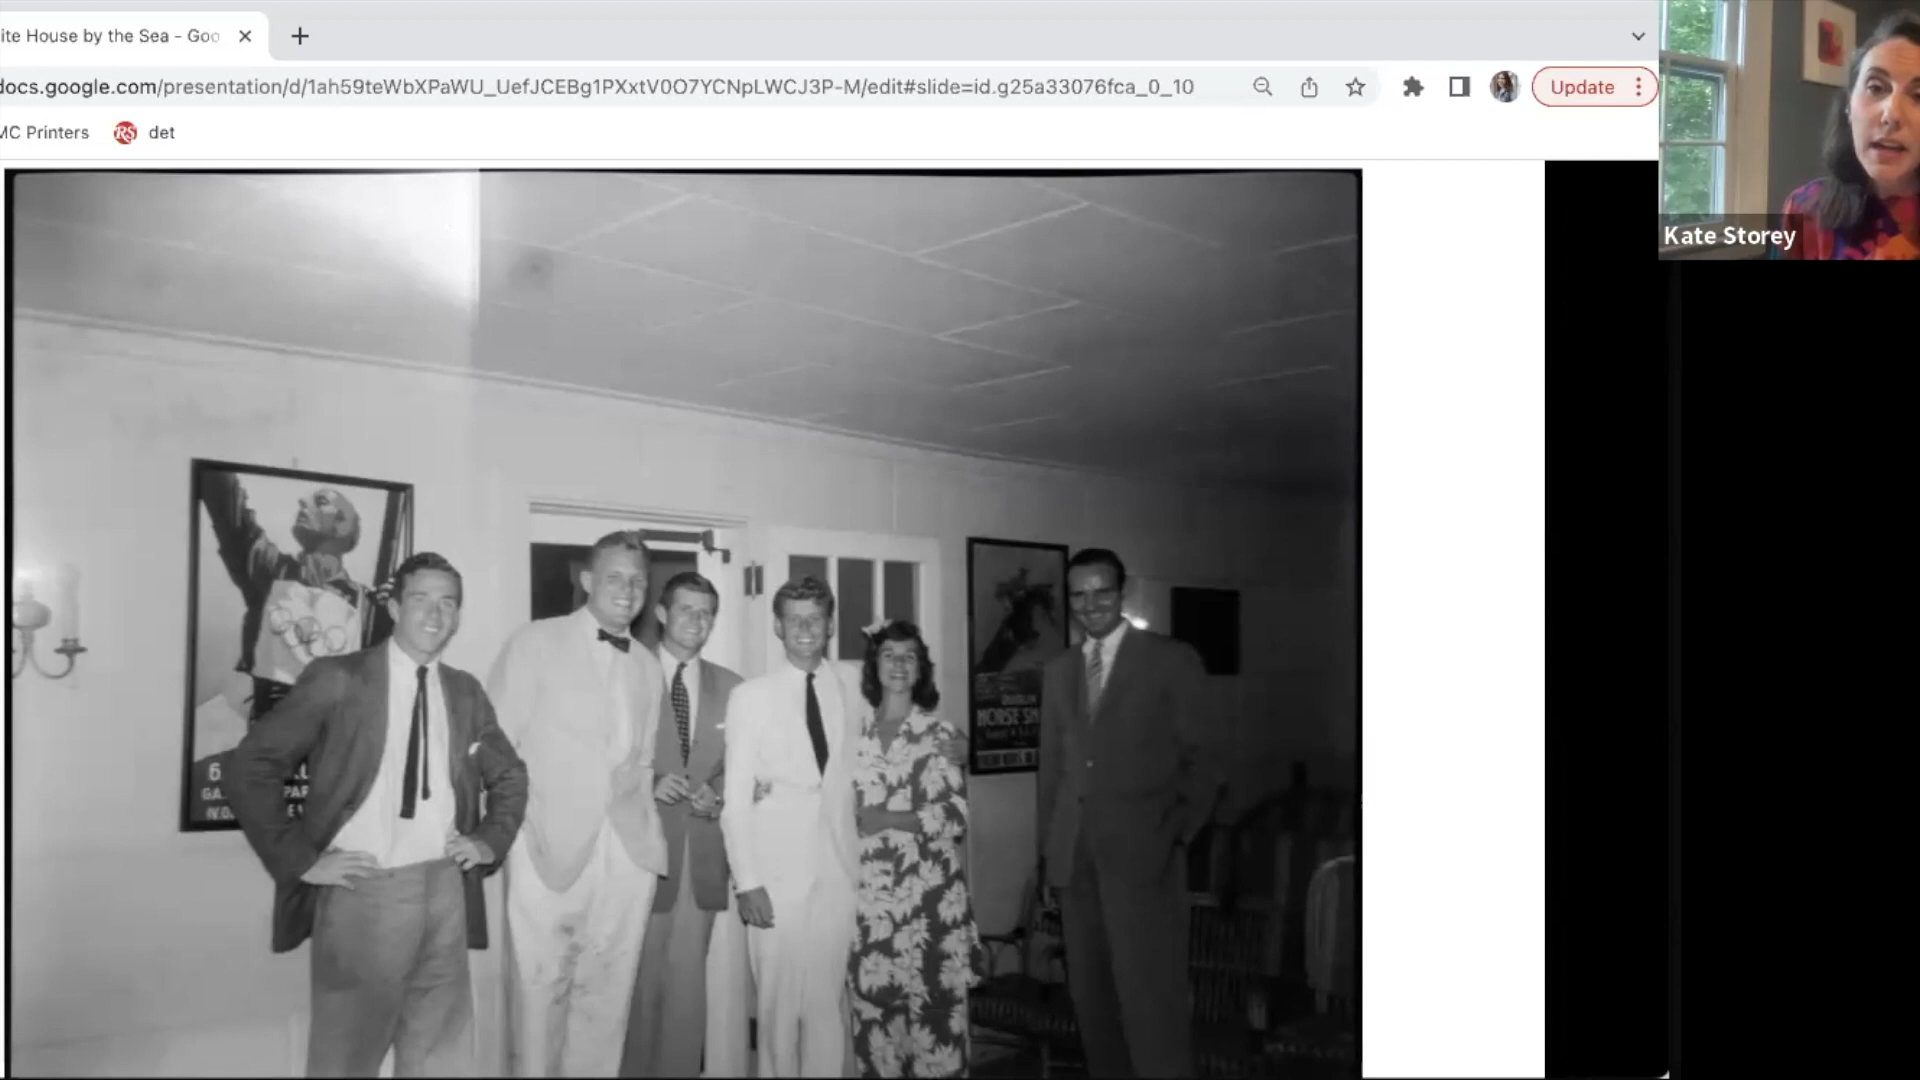 ite House by the Sea - Goo
docs.google.com/presentation/d/1ah59teWbXPaWU_UefJCEBg1PXxtV0O7YCNpLWCJ3P-M/edit#slide=id.g25a33076fca_0_10
Update
MC Printers
RS det
Kate Storey
HORSE SH